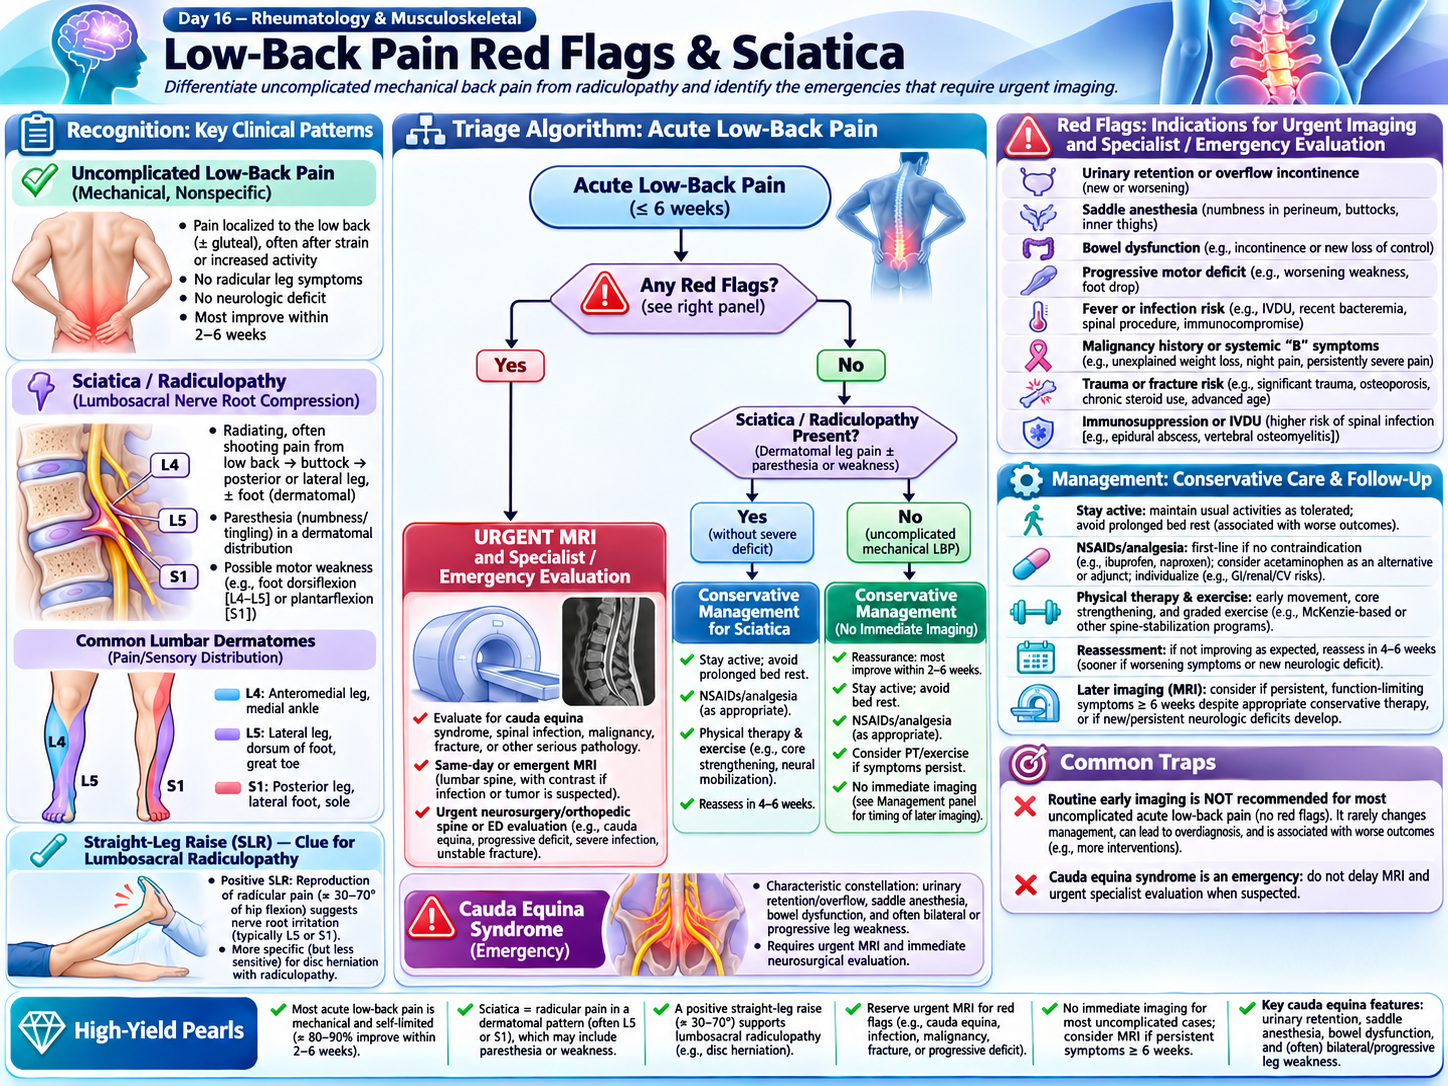 Day 16 – Rheumatology & Musculoskeletal
Low-Back Pain Red Flags & Sciatica
Differentiate uncomplicated mechanical back pain from radiculopathy and identify the emergencies that require urgent imaging.
Recognition: Key Clinical Patterns
Uncomplicated Low-Back Pain
(Mechanical, Nonspecific)
• Pain localized to the low back
(± gluteal), often after strain
or increased activity
• No radicular leg symptoms
• No neurologic deficit
• Most improve within
2–6 weeks
Sciatica / Radiculopathy
(Lumbosacral Nerve Root Compression)
L4
L5
S1
• Radiating, often
shooting pain from
low back → buttock →
posterior or lateral leg,
± foot (dermatomal)
• Paresthesia (numbness/
tingling) in a dermatomal
distribution
• Possible motor weakness
(e.g., foot dorsiflexion
[L4–L5] or plantarflexion
[S1])
Common Lumbar Dermatomes
(Pain/Sensory Distribution)
L4
L5
S1
L4: Anteromedial leg,
medial ankle
L5: Lateral leg,
dorsum of foot,
great toe
S1: Posterior leg,
lateral foot, sole
Straight-Leg Raise (SLR) — Clue for
Lumbosacral Radiculopathy
• Positive SLR: Reproduction
of radicular pain (≈ 30–70°
of hip flexion) suggests
nerve root irritation
(typically L5 or S1).
• More specific (but less
sensitive) for disc herniation
with radiculopathy.
Triage Algorithm: Acute Low-Back Pain
Acute Low-Back Pain
(≤ 6 weeks)
Any Red Flags?
(see right panel)
Yes
No
Sciatica / Radiculopathy
Present?
(Dermatomal leg pain ±
paresthesia or weakness)
Yes
(without severe
deficit)
No
(uncomplicated
mechanical LBP)
URGENT MRI
and Specialist /
Emergency Evaluation
Evaluate for cauda equina
syndrome, spinal infection, malignancy,
fracture, or other serious pathology.
Same-day or emergent MRI
(lumbar spine, with contrast if
infection or tumor is suspected).
Urgent neurosurgery/orthopedic
spine or ED evaluation (e.g., cauda
equina, progressive deficit, severe infection,
unstable fracture).
Conservative
Management
for Sciatica
Stay active; avoid
prolonged bed rest.
NSAIDs/analgesia
(as appropriate).
Physical therapy &
exercise (e.g., core
strengthening, neural
mobilization).
Reassess in 4–6 weeks.
Conservative
Management
(No Immediate Imaging)
Reassurance: most
improve within 2–6 weeks.
Stay active; avoid
bed rest.
NSAIDs/analgesia
(as appropriate).
Consider PT/exercise
if symptoms persist.
No immediate imaging
(see Management panel
for timing of later imaging).
Cauda Equina
Syndrome
(Emergency)
• Characteristic constellation: urinary
retention/overflow, saddle anesthesia,
bowel dysfunction, and often bilateral or
progressive leg weakness.
• Requires urgent MRI and immediate
neurosurgical evaluation.
Red Flags: Indications for Urgent Imaging
and Specialist / Emergency Evaluation
Urinary retention or overflow incontinence
(new or worsening)
Saddle anesthesia (numbness in perineum, buttocks,
inner thighs)
Bowel dysfunction (e.g., incontinence or new loss of control)
Progressive motor deficit (e.g., worsening weakness,
foot drop)
Fever or infection risk (e.g., IVDU, recent bacteremia,
spinal procedure, immunocompromise)
Malignancy history or systemic “B” symptoms
(e.g., unexplained weight loss, night pain, persistently severe pain)
Trauma or fracture risk (e.g., significant trauma, osteoporosis,
chronic steroid use, advanced age)
Immunosuppression or IVDU (higher risk of spinal infection
[e.g., epidural abscess, vertebral osteomyelitis])
Management: Conservative Care & Follow-Up
Stay active: maintain usual activities as tolerated;
avoid prolonged bed rest (associated with worse outcomes).
NSAIDs/analgesia: first-line if no contraindication
(e.g., ibuprofen, naproxen); consider acetaminophen as an alternative
or adjunct; individualize (e.g., GI/renal/CV risks).
Physical therapy & exercise: early movement, core
strengthening, and graded exercise (e.g., McKenzie-based or
other spine-stabilization programs).
Reassessment: if not improving as expected, reassess in 4–6 weeks
(sooner if worsening symptoms or new neurologic deficit).
Later imaging (MRI): consider if persistent, function-limiting
symptoms ≥ 6 weeks despite appropriate conservative therapy,
or if new/persistent neurologic deficits develop.
Common Traps
Routine early imaging is NOT recommended for most
uncomplicated acute low-back pain (no red flags). It rarely changes
management, can lead to overdiagnosis, and is associated with worse outcomes
(e.g., more interventions).
Cauda equina syndrome is an emergency: do not delay MRI and
urgent specialist evaluation when suspected.
High-Yield Pearls
Most acute low-back pain is
mechanical and self-limited
(≈ 80–90% improve within
2–6 weeks).
Sciatica = radicular pain in a
dermatomal pattern (often L5
or S1), which may include
paresthesia or weakness.
A positive straight-leg raise
(≈ 30–70°) supports
lumbosacral radiculopathy
(e.g., disc herniation).
Reserve urgent MRI for red
flags (e.g., cauda equina,
infection, malignancy,
fracture, or progressive deficit).
No immediate imaging for
most uncomplicated cases;
consider MRI if persistent
symptoms ≥ 6 weeks.
Key cauda equina features:
urinary retention, saddle
anesthesia, bowel dysfunction,
and (often) bilateral/progressive
leg weakness.